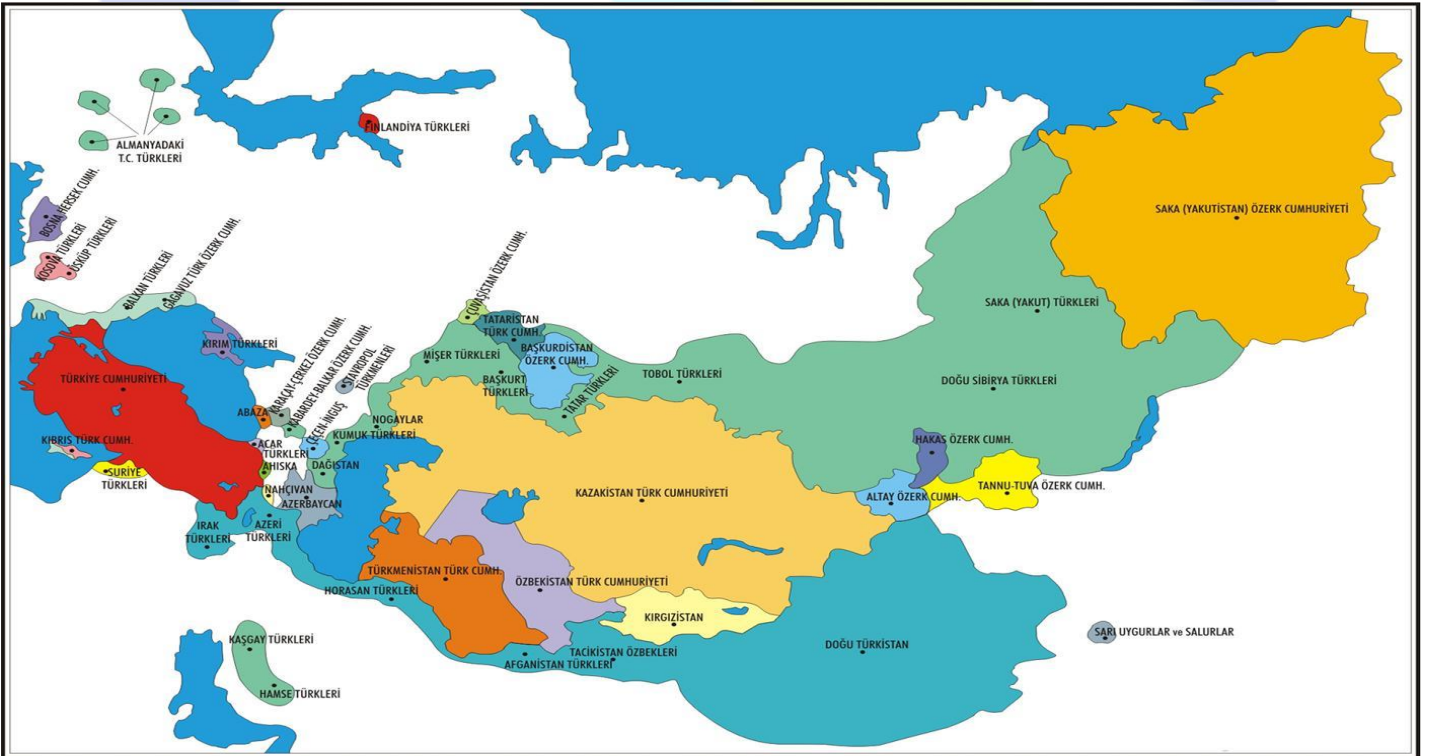 FİNLANDİYA TÜRKLERİ
ALMANYADAKİ
T.C. TÜRKLERİ
SAKA (YAKUTİSTAN) ÖZERK CUMHURİYETİ
BOSNA HERSEK CUMH.
KOSOVA TÜRKLERİ
ÜSKÜP TÜRKLERİ
BALKAN TÜRKLERİ
GAGAVUZ TÜRK ÖZERK CUMH.
ÇUVAŞİSTAN ÖZERK CUMH.
SAKA (YAKUT) TÜRKLERİ
TATARİSTAN
TÜRK CUMH.
KIRIM TÜRKLERİ
BAŞKURDİSTAN
ÖZERK CUMH.
MİŞER TÜRKLERİ
TOBOL TÜRKLERİ
DOĞU SİBİRYA TÜRKLERİ
TÜRKİYE CUMHURİYETİ
BAŞKURT
TÜRKLERİ
TATAR TÜRKLERİ
STAVROPOL
TÜRKMENLERİ
KARAÇAY-ÇERKEZ ÖZERK CUMH.
KABARDEY-BALKAR ÖZERK CUMH.
ÇEÇEN-İNGUŞ
ABAZA
NOGAYLAR
KUMUK TÜRKLERİ
KIBRIS TÜRK CUMH.
ACAR
TÜRKLERİ
HAKAS ÖZERK CUMH.
AHISKA
DAĞISTAN
SURİYE
TÜRKLERİ
TANNU-TUVA ÖZERK CUMH.
NAHÇIVAN
KAZAKİSTAN TÜRK CUMHURİYETİ
ALTAY ÖZERK CUMH.
AZERBAYCAN
IRAK
TÜRKLERİ
AZERİ
TÜRKLERİ
TÜRKMENİSTAN TÜRK CUMH.
ÖZBEKİSTAN TÜRK CUMHURİYETİ
HORASAN TÜRKLERİ
KIRGIZİSTAN
SARI UYGURLAR ve SALURLAR
KAŞGAY TÜRKLERİ
DOĞU TÜRKİSTAN
TACİKİSTAN ÖZBEKLERİ
AFGANİSTAN TÜRKLERİ
HAMSE TÜRKLERİ